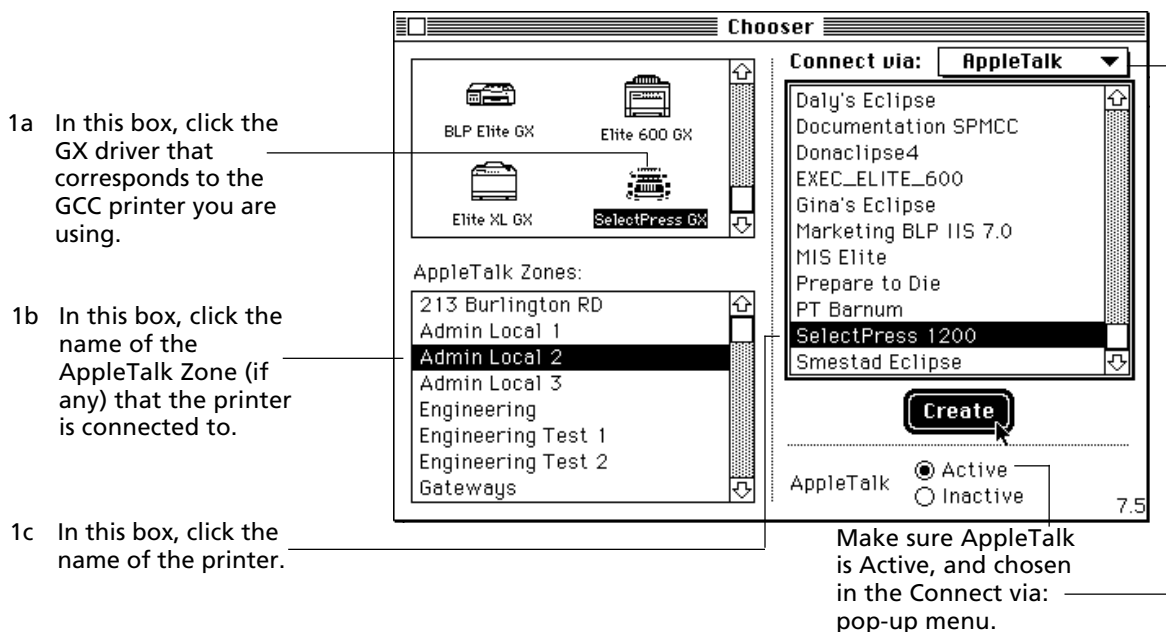 Chooser
1a In this box, click the
GX driver that
corresponds to the
GCC printer you are
using.
BLP Elite GX
Elite 600 GX
Elite XL GX
SelectPress GX
Connect via: AppleTalk
Daly's Eclipse
Documentation SPMCC
Donaclipse4
EXEC_ELITE_600
Gina's Eclipse
Marketing BLP IIS 7.0
MIS Elite
Prepare to Die
PT Barnum
SelectPress 1200
Smestad Eclipse
1b In this box, click the
name of the
AppleTalk Zone (if
any) that the printer
is connected to.
AppleTalk Zones:
213 Burlington RD
Admin Local 1
Admin Local 2
Admin Local 3
Engineering
Engineering Test 1
Engineering Test 2
Gateways
Create
AppleTalk
Active
Inactive
7.5
1c In this box, click the
name of the printer.
Make sure AppleTalk
is Active, and chosen
in the Connect via:
pop-up menu.